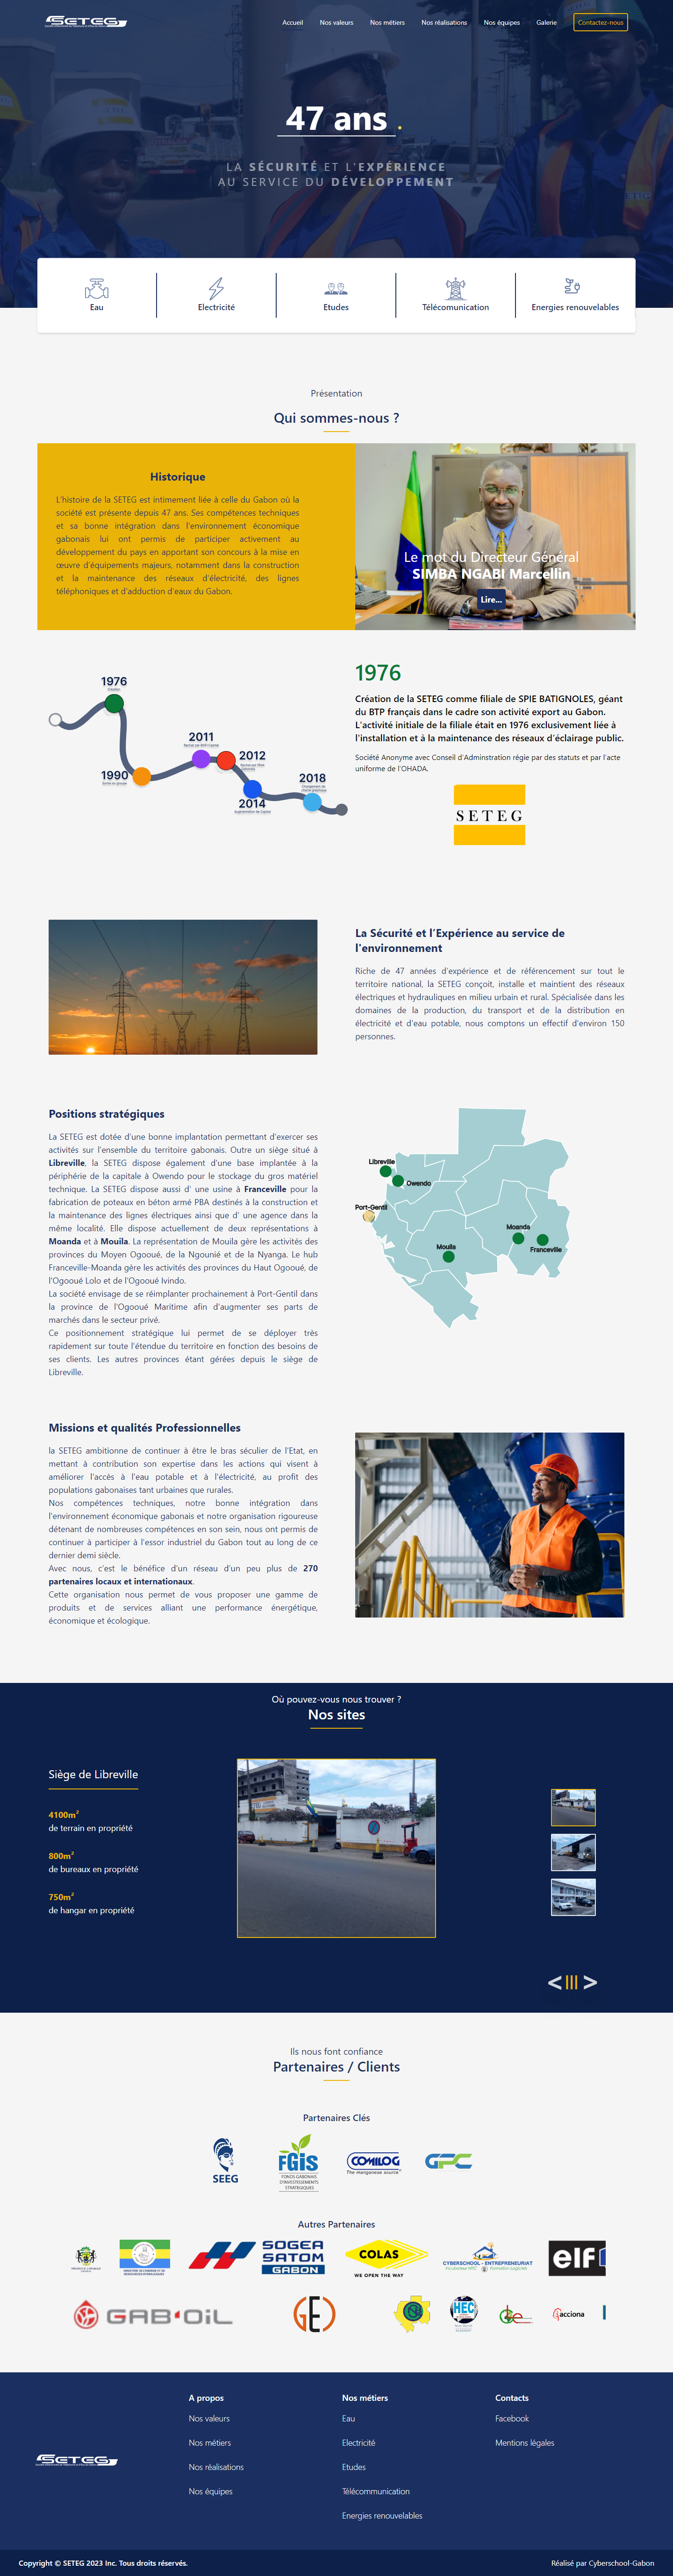 SETEG
Accueil
Nos valeurs
Nos métiers
Nos réalisations
Nos équipes
Galerie
Contactez-nous
47 ans .
LA SÉCURITÉ ET L'EXPÉRIENCE
AU SERVICE DU DÉVELOPPEMENT
Eau
Electricité
Etudes
Télécomunication
Energies renouvelables
Présentation
Qui sommes-nous ?
Historique
L'histoire de la SETEG est intimement liée à celle du Gabon où la
société est présente depuis 47 ans. Ses compétences techniques
et sa bonne intégration dans l'environnement économique
gabonais lui ont permis de participer activement au
développement du pays en apportant son concours à la mise en
œuvre d'équipements majeurs, notamment dans la construction
et la maintenance des réseaux d'électricité, des lignes
téléphoniques et d'adduction d'eaux du Gabon.
Le mot du Directeur Général
SIMBA NGABI Marcellin
Lire...
1976
Création
1990
2011
2012
2014
Augmentation de Capital
2018
Changement de
1976
Création de la SETEG comme filiale de SPIE BATIGNOLES, géant
du BTP français dans le cadre son activité export au Gabon.
L'activité initiale de la filiale était en 1976 exclusivement liée à
l'installation et à la maintenance des réseaux d'éclairage public.
Société Anonyme avec Conseil d'Adminstration régie par des statuts et par l'acte
uniforme de l'OHADA.
SETEG
La Sécurité et l'Expérience au service de
l'environnement
Riche de 47 années d'expérience et de référencement sur tout le
territoire national, la SETEG conçoit, installe et maintient des réseaux
électriques et hydrauliques en milieu urbain et rural. Spécialisée dans les
domaines de la production, du transport et de la distribution en
électricité et d'eau potable, nous comptons un effectif d'environ 150
personnes.
Positions stratégiques
La SETEG est dotée d'une bonne implantation permettant d'exercer ses
activités sur l'ensemble du territoire gabonais. Outre un siège situé à
Libreville, la SETEG dispose également d'une base implantée à la
périphérie de la capitale à Owendo pour le stockage du gros matériel
technique. La SETEG dispose aussi d' une usine à Franceville pour la
fabrication de poteaux en béton armé PBA destinés à la construction et
la maintenance des lignes électriques ainsi que d' une agence dans la
même localité. Elle dispose actuellement de deux représentations à
Moanda et à Mouila. La représentation de Mouila gère les activités des
provinces du Moyen Ogooué, de la Ngounié et de la Nyanga. Le hub
Franceville-Moanda gère les activités des provinces du Haut Ogooué, de
l'Ogooué Lolo et de l'Ogooué Ivindo.
La société envisage de se réimplanter prochainement à Port-Gentil dans
la province de l'Ogooué Maritime afin d'augmenter ses parts de
marchés dans le secteur privé.
Ce positionnement stratégique lui permet de se déployer très
rapidement sur toute l'étendue du territoire en fonction des besoins de
ses clients. Les autres provinces étant gérées depuis le siège de
Libreville.
Libreville
Owendo
Port-Gentil
Mouila
Moanda
Franceville
Missions et qualités Professionnelles
la SETEG ambitionne de continuer à être le bras séculier de l'Etat, en
mettant à contribution son expertise dans les actions qui visent à
améliorer l'accès à l'eau potable et à l'électricité, au profit des
populations gabonaises tant urbaines que rurales.
Nos compétences techniques, notre bonne intégration dans
l'environnement économique gabonais et notre organisation rigoureuse
détenant de nombreuses compétences en son sein, nous ont permis de
continuer à participer à l'essor industriel du Gabon tout au long de ce
dernier demi siècle.
Avec nous, c'est le bénéfice d'un réseau d'un peu plus de 270
partenaires locaux et internationaux.
Cette organisation nous permet de vous proposer une gamme de
produits et de services alliant une performance énergétique,
économique et écologique.
Où pouvez-vous nous trouver ?
Nos sites
Siège de Libreville
4100m²
de terrain en propriété
800m²
de bureaux en propriété
750m²
de hangar en propriété
Ils nous font confiance
Partenaires / Clients
Partenaires Clés
SEEG
FGIS
FONDS GABONAIS
D'INVESTISSEMENTS
STRATEGIQUES
COMILOG
The manganese source
GPC
Autres Partenaires
SOGEA
SATOM
GABON
COLAS
WE OPEN THE WAY
CYBERSCHOOL - ENTREPRENEURIAT
elf
GAB'OIL
HEC
acciona
SETEG
A propos
Nos valeurs
Nos métiers
Nos réalisations
Nos équipes
Nos métiers
Eau
Electricité
Etudes
Télécommunication
Energies renouvelables
Contacts
Facebook
Mentions légales
Copyright © SETEG 2023 Inc. Tous droits réservés.
Réalisé par Cyberschool-Gabon